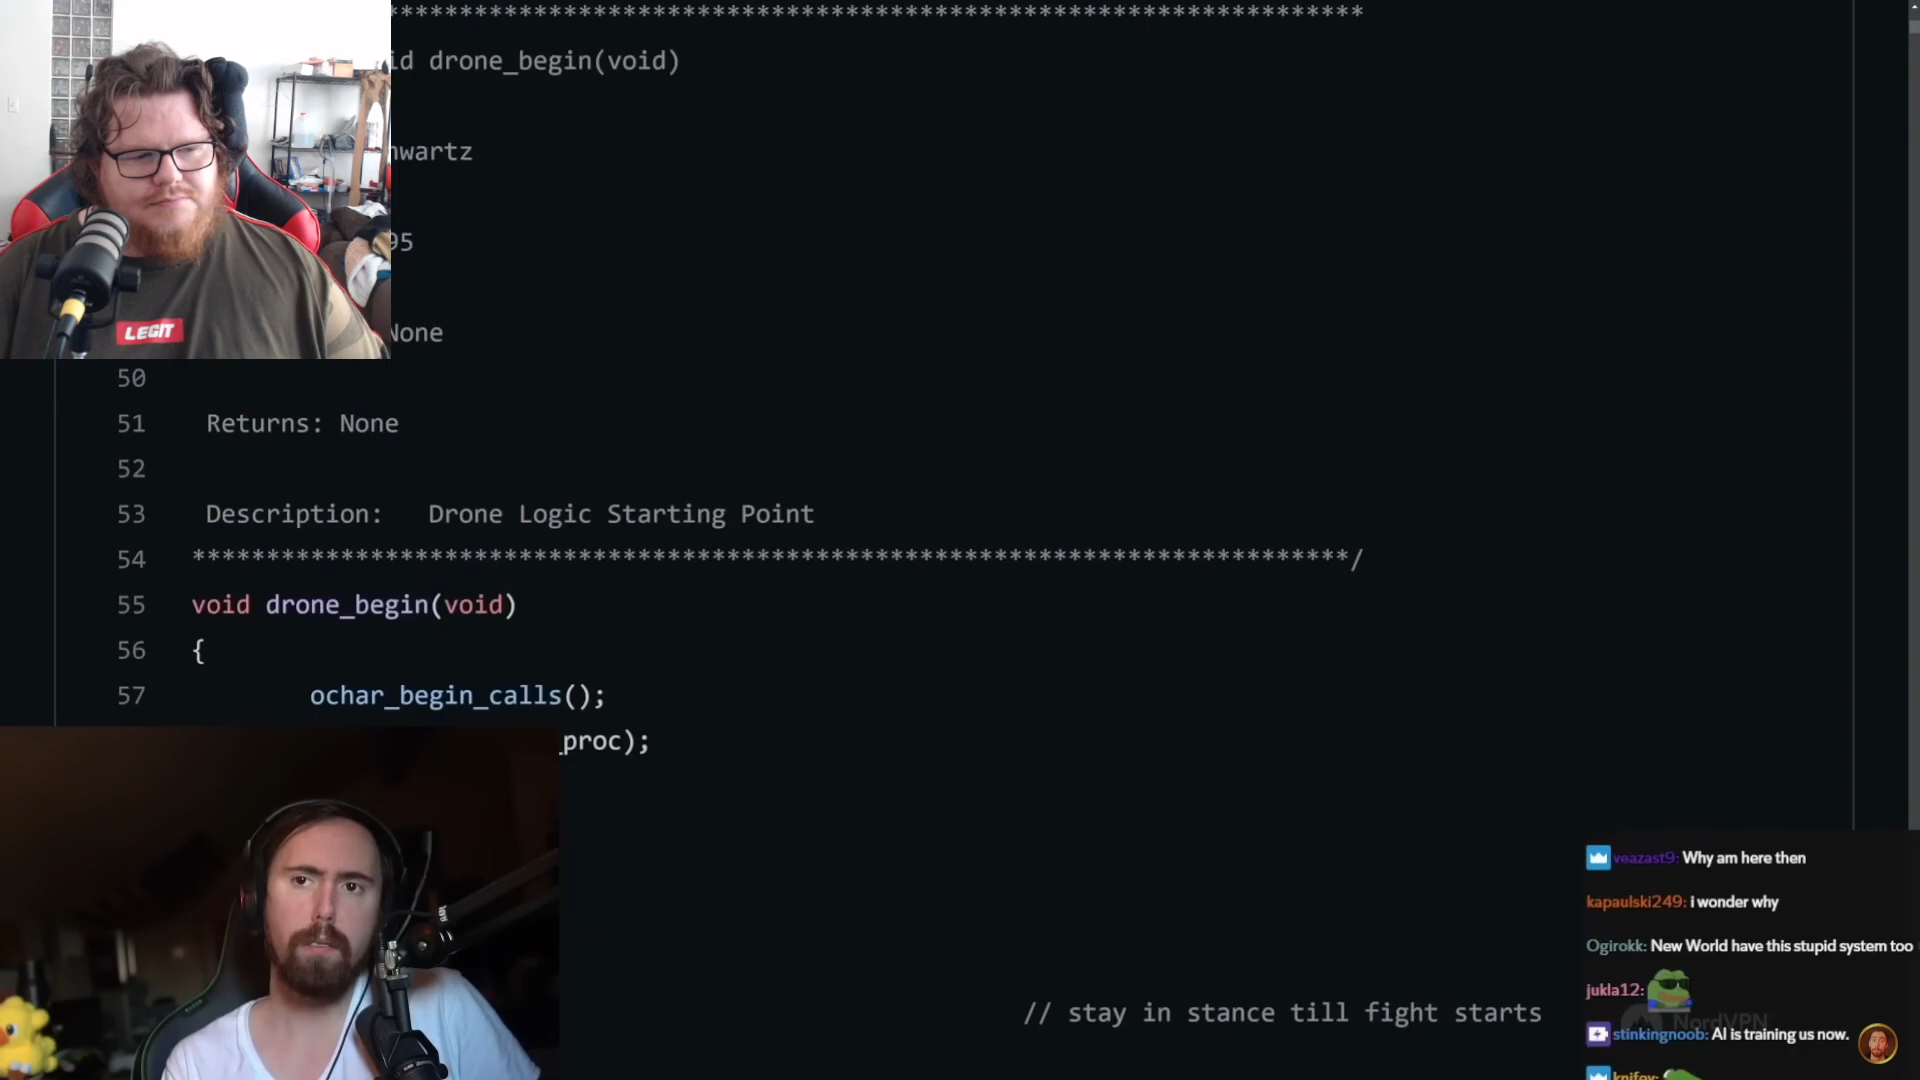 ******************************************************************
id drone_begin(void)
hwartz
95
None
LEGIT
50
51 Returns: None
52
53 Description: Drone Logic Starting Point
54 ******************************************************************************/
55 void drone_begin(void)
56 {
57 ochar_begin_calls();
_proc);
// stay in stance till fight starts
veazast9: Why am here then
kapaulski249: i wonder why
Ogirokk: New World have this stupid system too
jukla12:
NordVPN
stinkingnoob: AI is training us now.